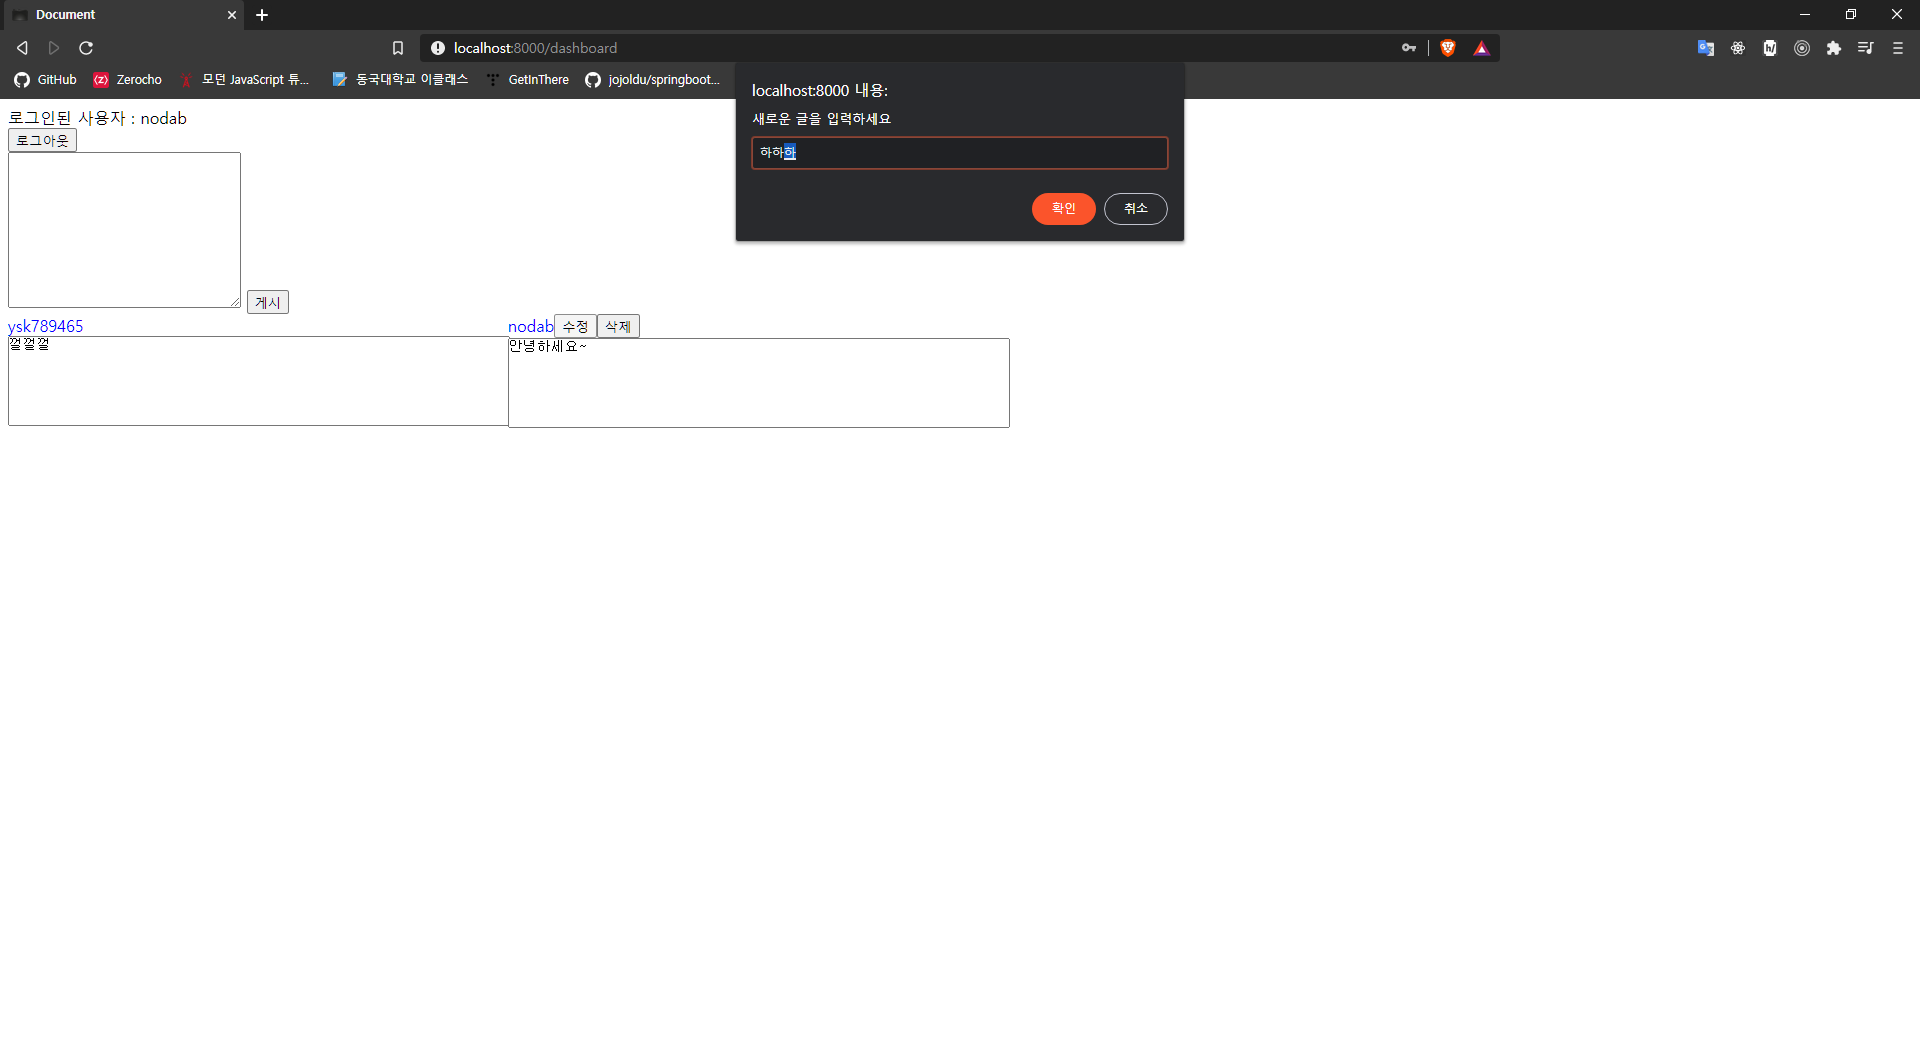 Document
localhost:8000/dashboard
GitHub
Zerocho
모던 JavaScript 튜...
동국대학교 이클래스
GetInThere
jojoldu/springboot...
localhost:8000 내용:
새로운 글을 입력하세요
하하하
확인
취소
로그인된 사용자 : nodab
로그아웃
게시
ysk789465
껄껄껄
nodab
수정
삭제
안녕하세요~